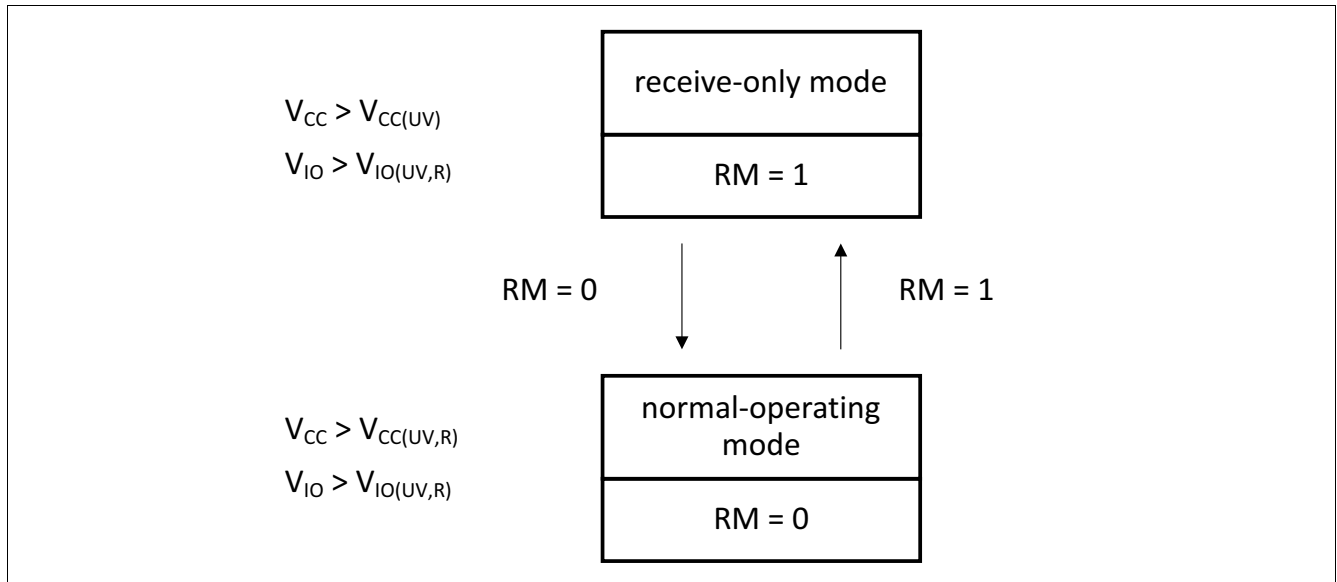 receive-only mode
V_CC > V_CC(UV)
V_IO > V_IO(UV,R)
RM = 1
RM = 0
RM = 1
normal-operating
mode
V_CC > V_CC(UV,R)
V_IO > V_IO(UV,R)
RM = 0